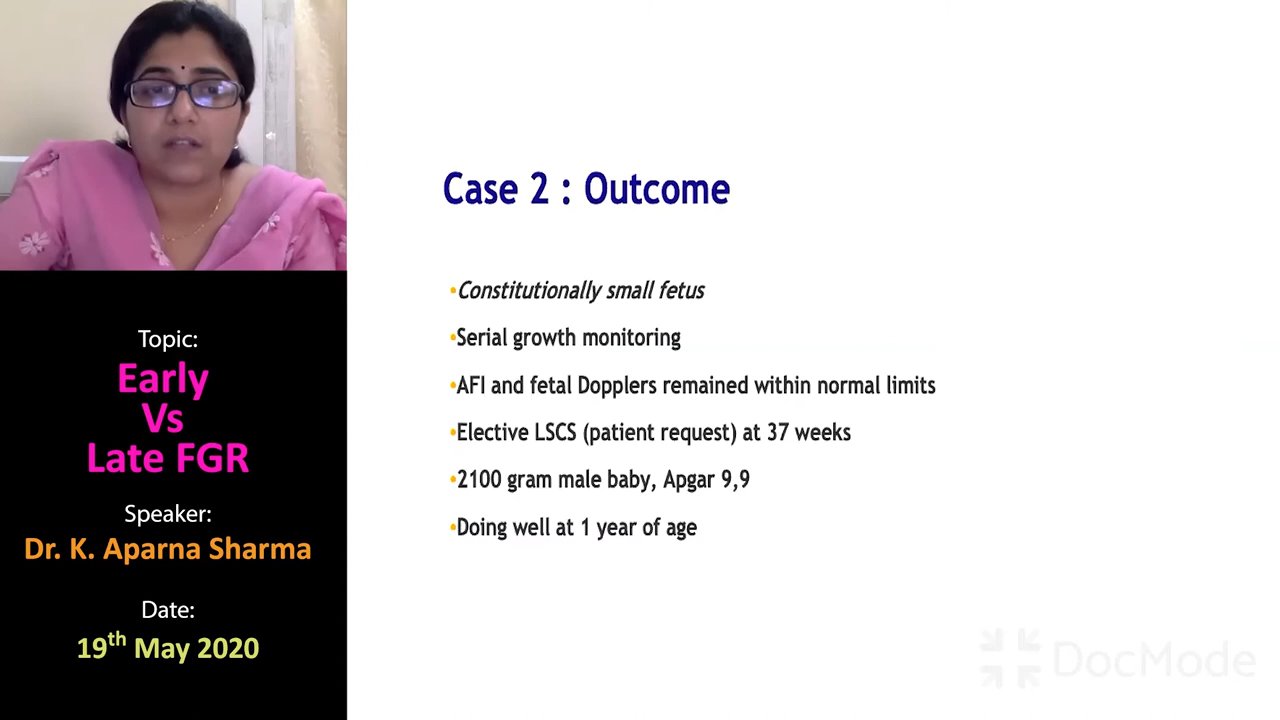 Topic:
Early
Vs
Late FGR
Speaker:
Dr. K. Aparna Sharma
Date:
19th May 2020
Case 2 : Outcome
•Constitutionally small fetus
•Serial growth monitoring
•AFI and fetal Dopplers remained within normal limits
•Elective LSCS (patient request) at 37 weeks
•2100 gram male baby, Apgar 9,9
•Doing well at 1 year of age
DocMode